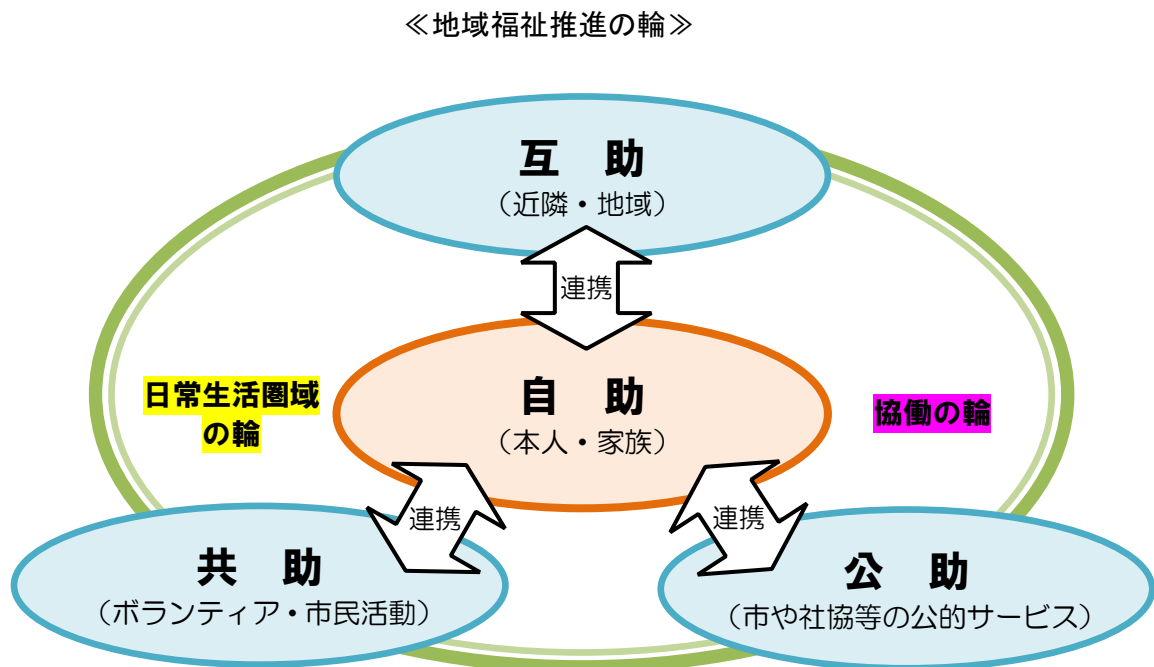 ≪地域福祉推進の輪≫
互　助
（近隣・地域）
連携
自　助
（本人・家族）
日常生活圏域
の輪
協働の輪
連携
連携
共　助
（ボランティア・市民活動）
公　助
（市や社協等の公的サービス）